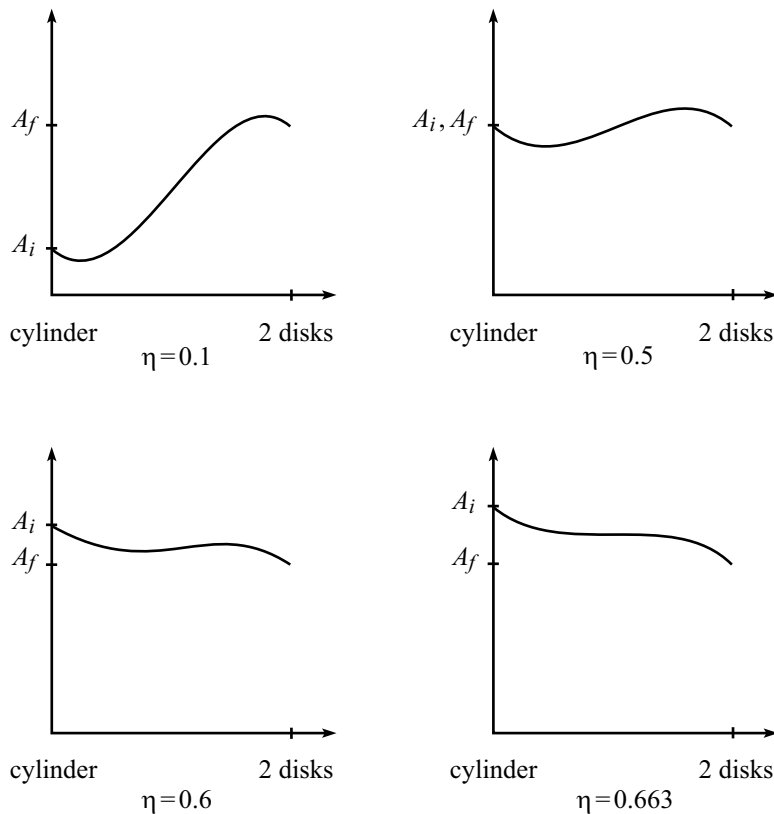 A_f
A_i
cylinder 2 disks
η=0.1
A_i, A_f
cylinder 2 disks
η=0.5
A_i
A_f
cylinder 2 disks
η=0.6
A_i
A_f
cylinder 2 disks
η=0.663